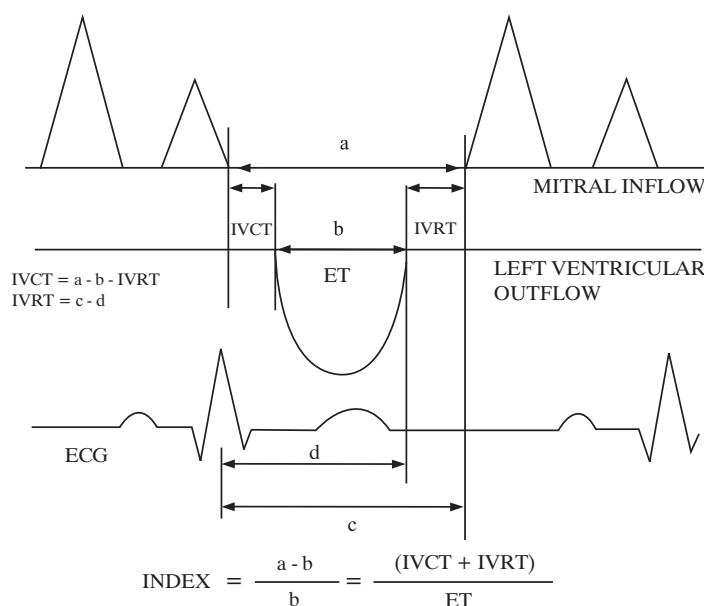 a
MITRAL INFLOW
IVCT
b
IVRT
ET
LEFT VENTRICULAR
OUTFLOW
IVCT = a - b - IVRT
IVRT = c - d
ECG
d
c
INDEX = a - b / b = (IVCT + IVRT) / ET